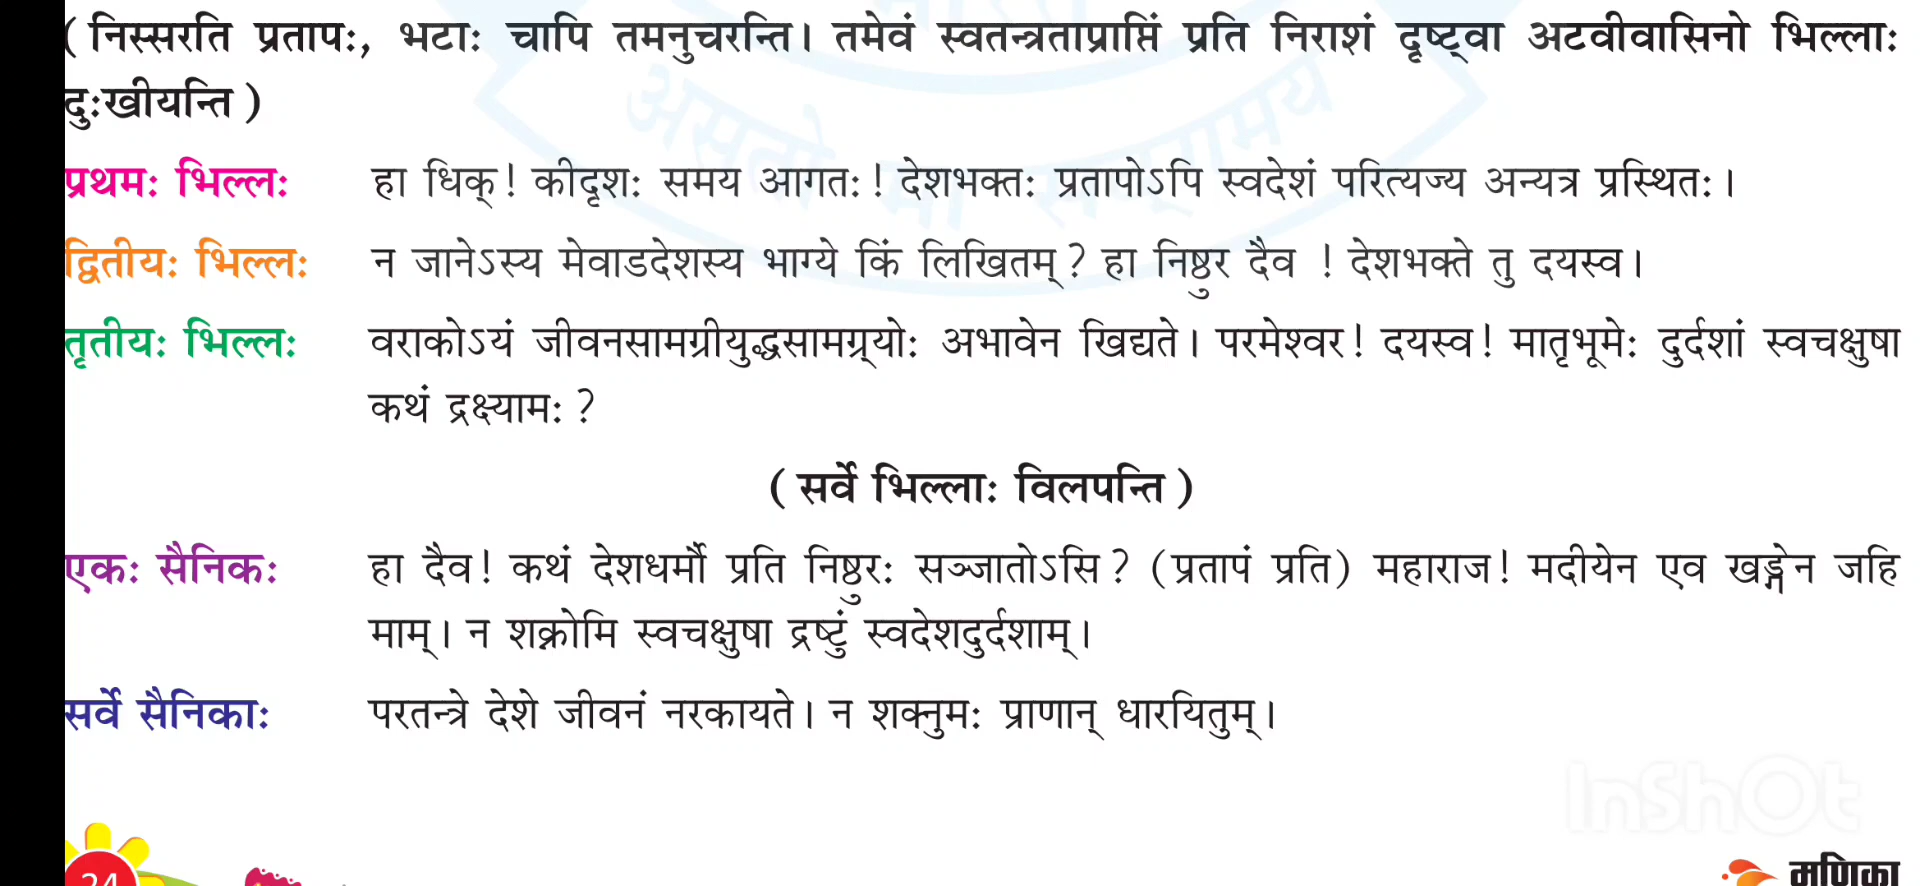 ( निस्सरति प्रतापः, भटाः चापि तमनुचरन्ति। तमेवं स्वतन्त्रताप्राप्तिं प्रति निराशं दृष्ट्वा अटवीवासिनो भिल्लाः
दुःखीयन्ति )
प्रथमः भिल्लः हा धिक्! कीदृशः समय आगतः! देशभक्तः प्रतापोऽपि स्वदेशं परित्यज्य अन्यत्र प्रस्थितः।
द्वितीयः भिल्लः न जानेऽस्य मेवाडदेशस्य भाग्ये किं लिखितम्? हा निष्ठुर दैव ! देशभक्ते तु दयस्व।
तृतीयः भिल्लः वराकोऽयं जीवनसामग्रीयुद्धसामग्र्योः अभावेन खिद्यते। परमेश्वर! दयस्व! मातृभूमेः दुर्दशां स्वचक्षुषा
कथं द्रक्ष्यामः ?
( सर्वे भिल्लाः विलपन्ति )
एकः सैनिकः हा दैव! कथं देशधर्मौ प्रति निष्ठुरः सञ्जातोऽसि? (प्रतापं प्रति) महाराज! मदीयेन एव खड्गेन जहि
माम्। न शक्नोमि स्वचक्षुषा द्रष्टुं स्वदेशदुर्दशाम्।
सर्वे सैनिकाः परतन्त्रे देशे जीवनं नरकायते। न शक्नुमः प्राणान् धारयितुम्।
InShOt
24 मणिका